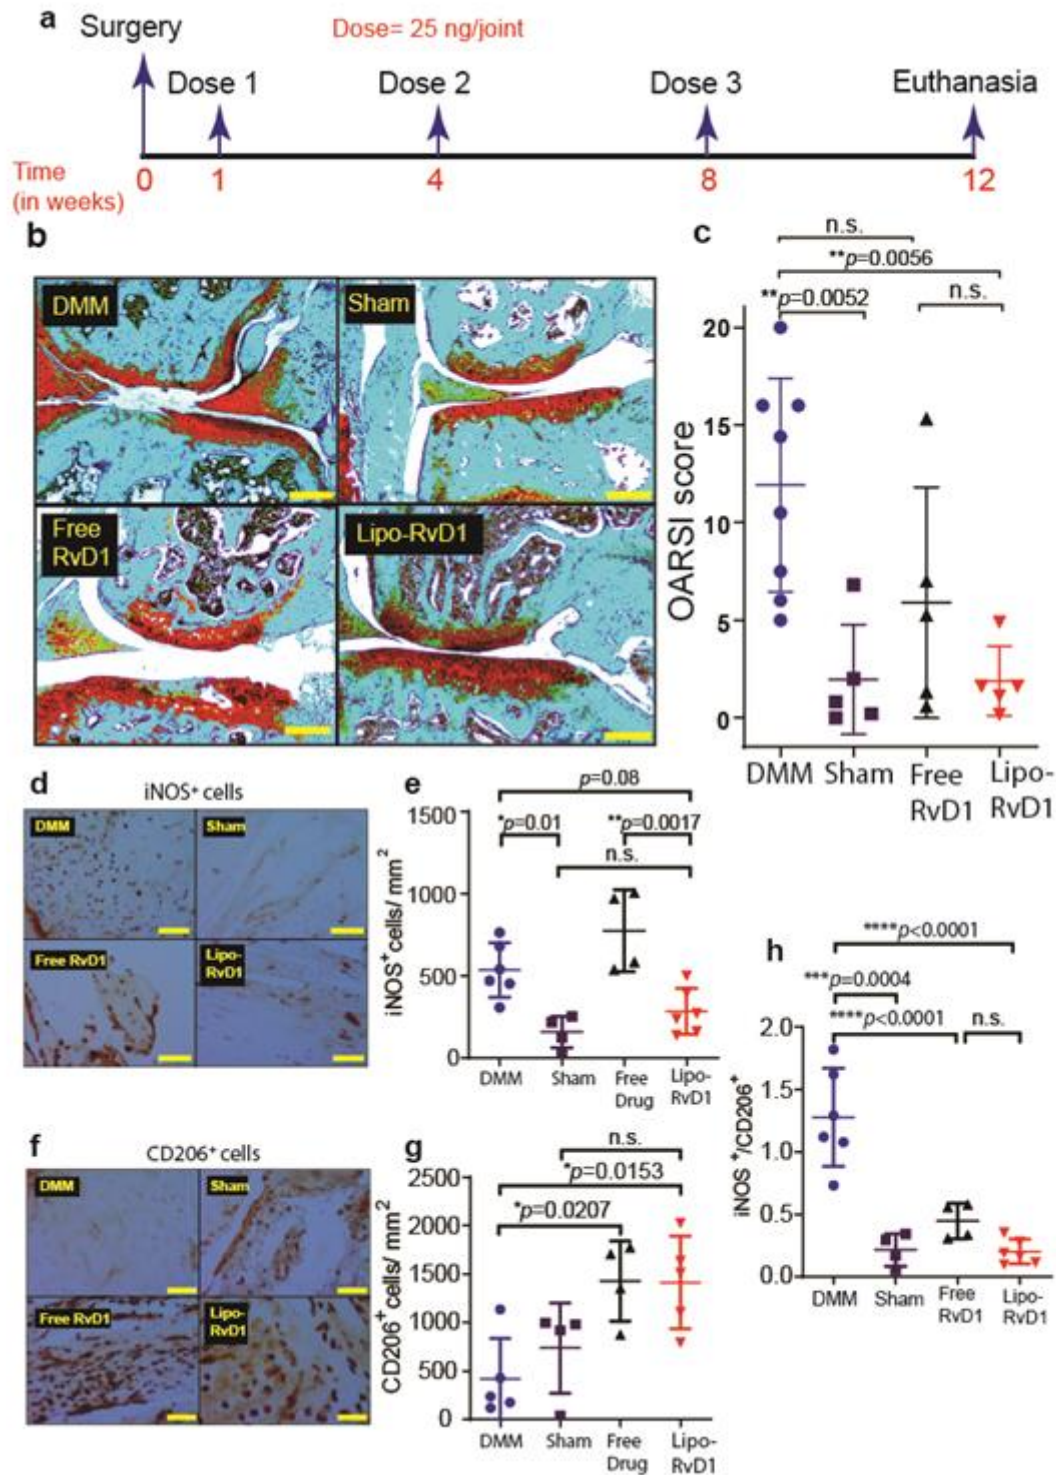 a
Surgery
Dose= 25 ng/joint
Dose 1
Dose 2
Dose 3
Euthanasia
Time
(in weeks)
0
1
4
8
12
b
DMM
Sham
Free
RvD1
Lipo-RvD1
c
n.s.
**p=0.0056
**p=0.0052
n.s.
OARSI score
20
15
10
5
0
DMM
Sham
Free
RvD1
Lipo-
RvD1
d
iNOS⁺ cells
DMM
Sham
Free RvD1
Lipo-
RvD1
e
p=0.08
*p=0.01
**p=0.0017
n.s.
iNOS⁺cells/ mm²
1500
1000
500
0
DMM
Sham
Free
Drug
Lipo-
RvD1
f
CD206⁺ cells
DMM
Sham
Free RvD1
Lipo-
RvD1
g
n.s.
*p=0.0153
*p=0.0207
CD206⁺cells/ mm²
2500
2000
1500
1000
500
0
DMM
Sham
Free
Drug
Lipo-
RvD1
h
****p<0.0001
***p=0.0004
****p<0.0001
n.s.
iNOS ⁺/CD206⁺
2.0
1.5
1.0
0.5
0.0
DMM
Sham
Free
RvD1
Lipo-
RvD1